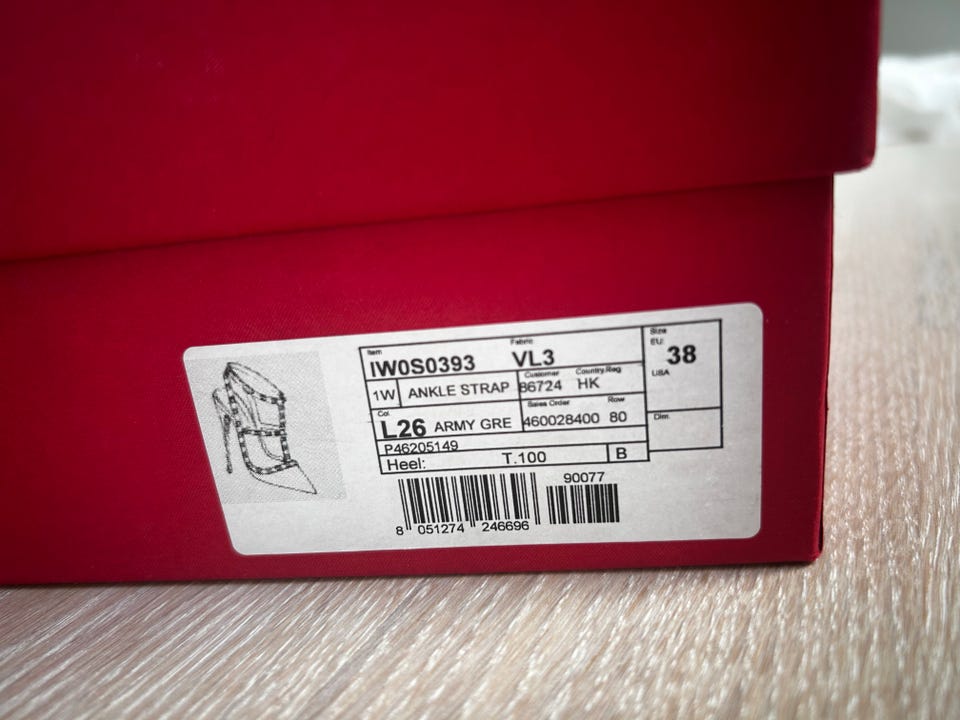 Item Fabric
IW0S0393 VL3
1W ANKLE STRAP
Customer Country.Reg
86724 HK
Col
L26 ARMY GRE
Sales Order Row
460028400 80
P46205149
Heel: T.100 B
Size
EU: 38
USA
Dim.
90077
8 051274 246696